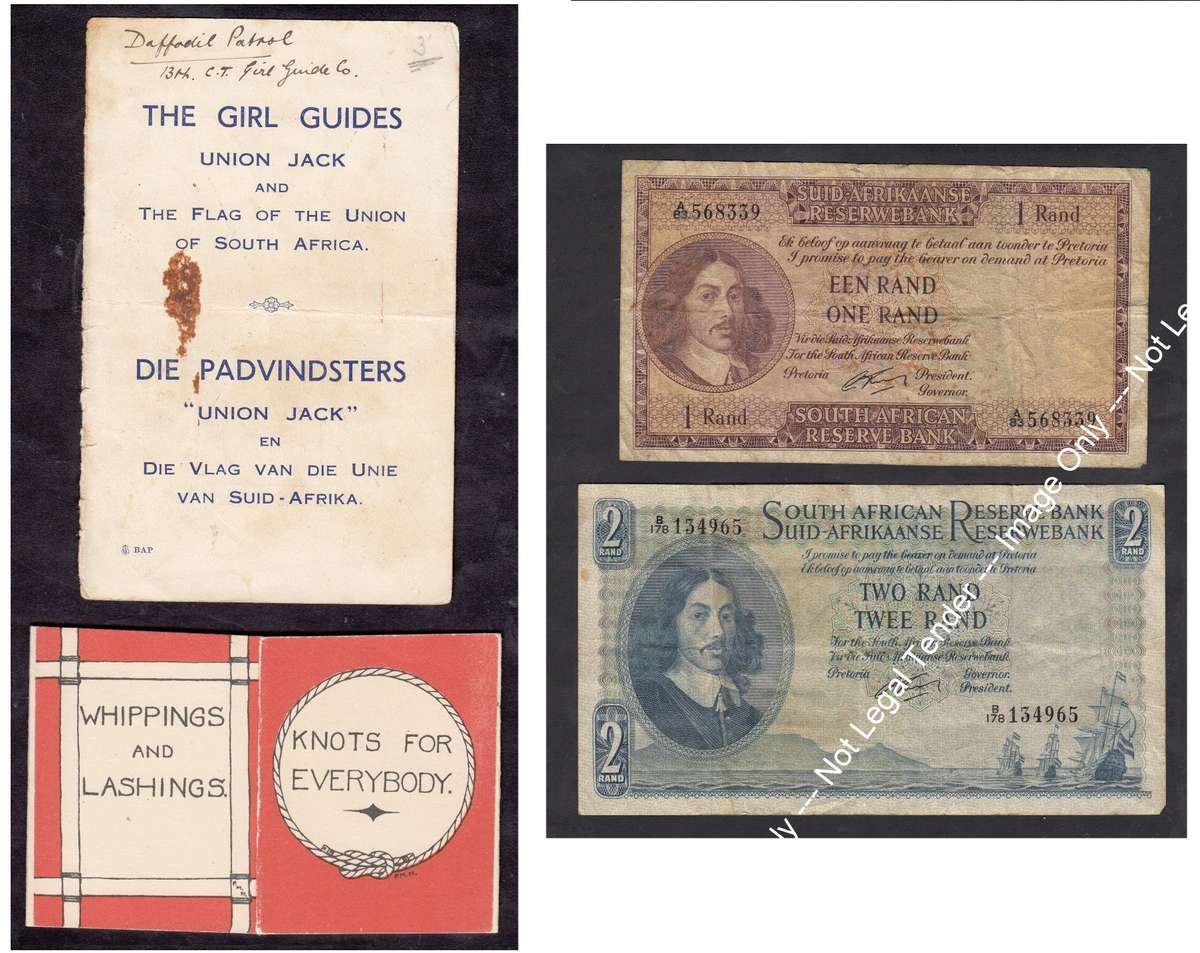 Daffodil Patrol
13th. C.T. Girl Guide Co.
THE GIRL GUIDES
UNION JACK
AND
THE FLAG OF THE UNION
OF SOUTH AFRICA.
DIE PADVINDSTERS
"UNION JACK"
EN
DIE VLAG VAN DIE UNIE
VAN SUID-AFRIKA.
BAP
WHIPPINGS
AND
LASHINGS.
KNOTS FOR
EVERYBODY.
P.M.M.
SUID-AFRIKAANSE
RESERWEBANK
A/83 568339
1 Rand
Ek beloof op aanvraag te betaal aan toonder te Pretoria
I promise to pay the bearer on demand at Pretoria
EEN RAND
ONE RAND
Vir die Suid-Afrikaanse Reserwebank
For the South African Reserve Bank
Pretoria
President.
Governor.
1 Rand
SOUTH AFRICAN
RESERVE BANK
A/83 568339
2
RAND
B/178 134965
SOUTH AFRICAN RESERVE BANK
SUID-AFRIKAANSE RESERWEBANK
2
RAND
I promise to pay the bearer on demand at Pretoria
Ek beloof op aanvraag te betaal aan toonder te Pretoria
TWO RAND
TWEE RAND
For the South African Reserve Bank
Vir die Suid-Afrikaanse Reserwebank
Pretoria
Governor.
President.
B/178 134965
2
RAND
ly --- Not Legal Tender --- Image Only --- Not Le